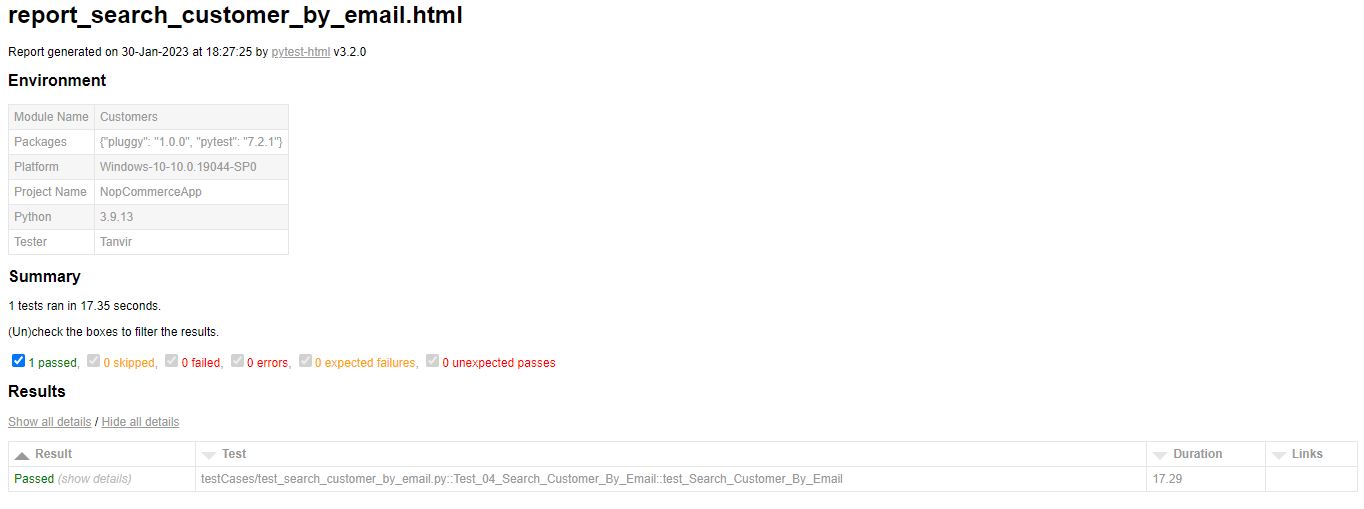 report_search_customer_by_email.html
Report generated on 30-Jan-2023 at 18:27:25 by pytest-html v3.2.0
Environment
Module Name Customers
Packages {"pluggy": "1.0.0", "pytest": "7.2.1"}
Platform Windows-10-10.0.19044-SP0
Project Name NopCommerceApp
Python 3.9.13
Tester Tanvir
Summary
1 tests ran in 17.35 seconds.
(Un)check the boxes to filter the results.
1 passed, 0 skipped, 0 failed, 0 errors, 0 expected failures, 0 unexpected passes
Results
Show all details / Hide all details
Result Test Duration Links
Passed (show details) testCases/test_search_customer_by_email.py::Test_04_Search_Customer_By_Email::test_Search_Customer_By_Email 17.29